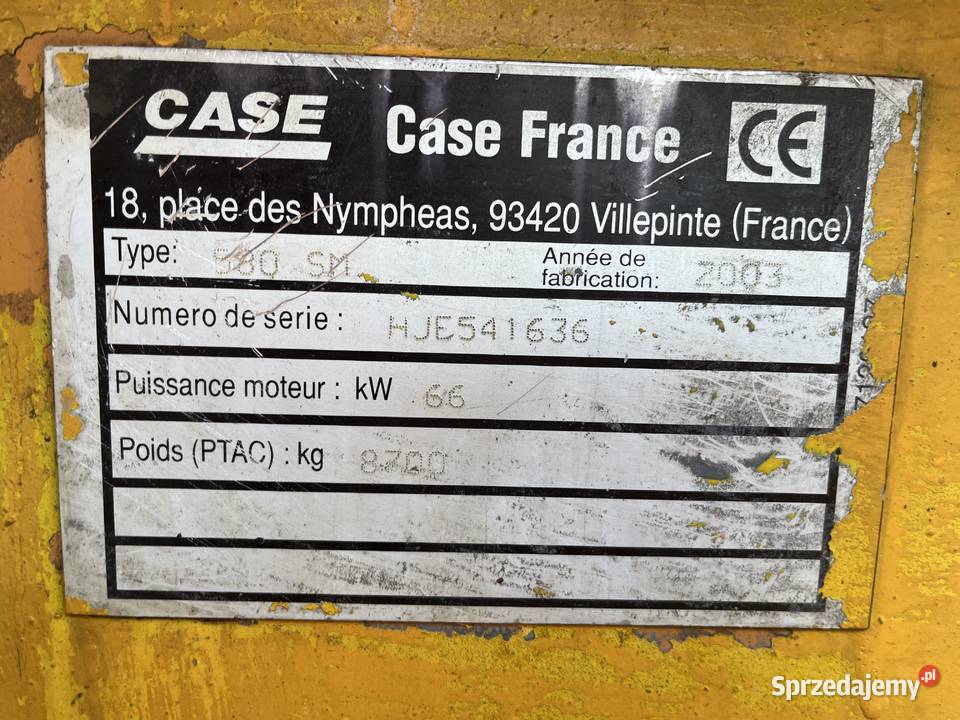 CASE Case France CE
18, place des Nympheas, 93420 Villepinte (France)
Type: 580 SM Année de fabrication: 2003
Numero de serie : HJE541636
Puissance moteur : kW 66
Poids (PTAC) : kg 8700
Sprzedajemy.pl